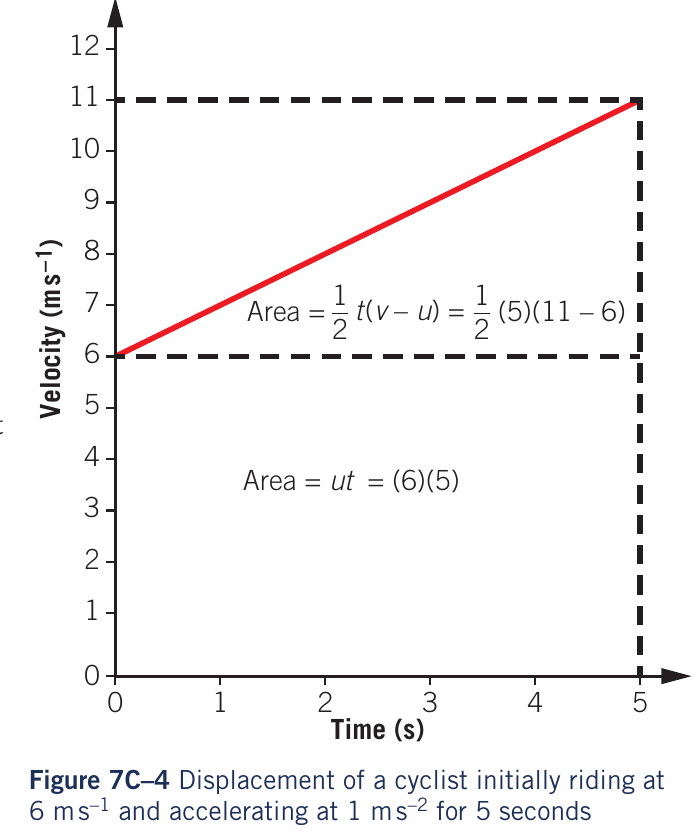 12
11
10
9
8
7
6
5
4
3
2
1
0
Velocity (m s⁻¹)
Area = 1/2 t(v – u) = 1/2 (5)(11 – 6)
Area = ut = (6)(5)
t
0 1 2 3 4 5
Time (s)
Figure 7C–4 Displacement of a cyclist initially riding at
6 m s⁻¹ and accelerating at 1 m s⁻² for 5 seconds